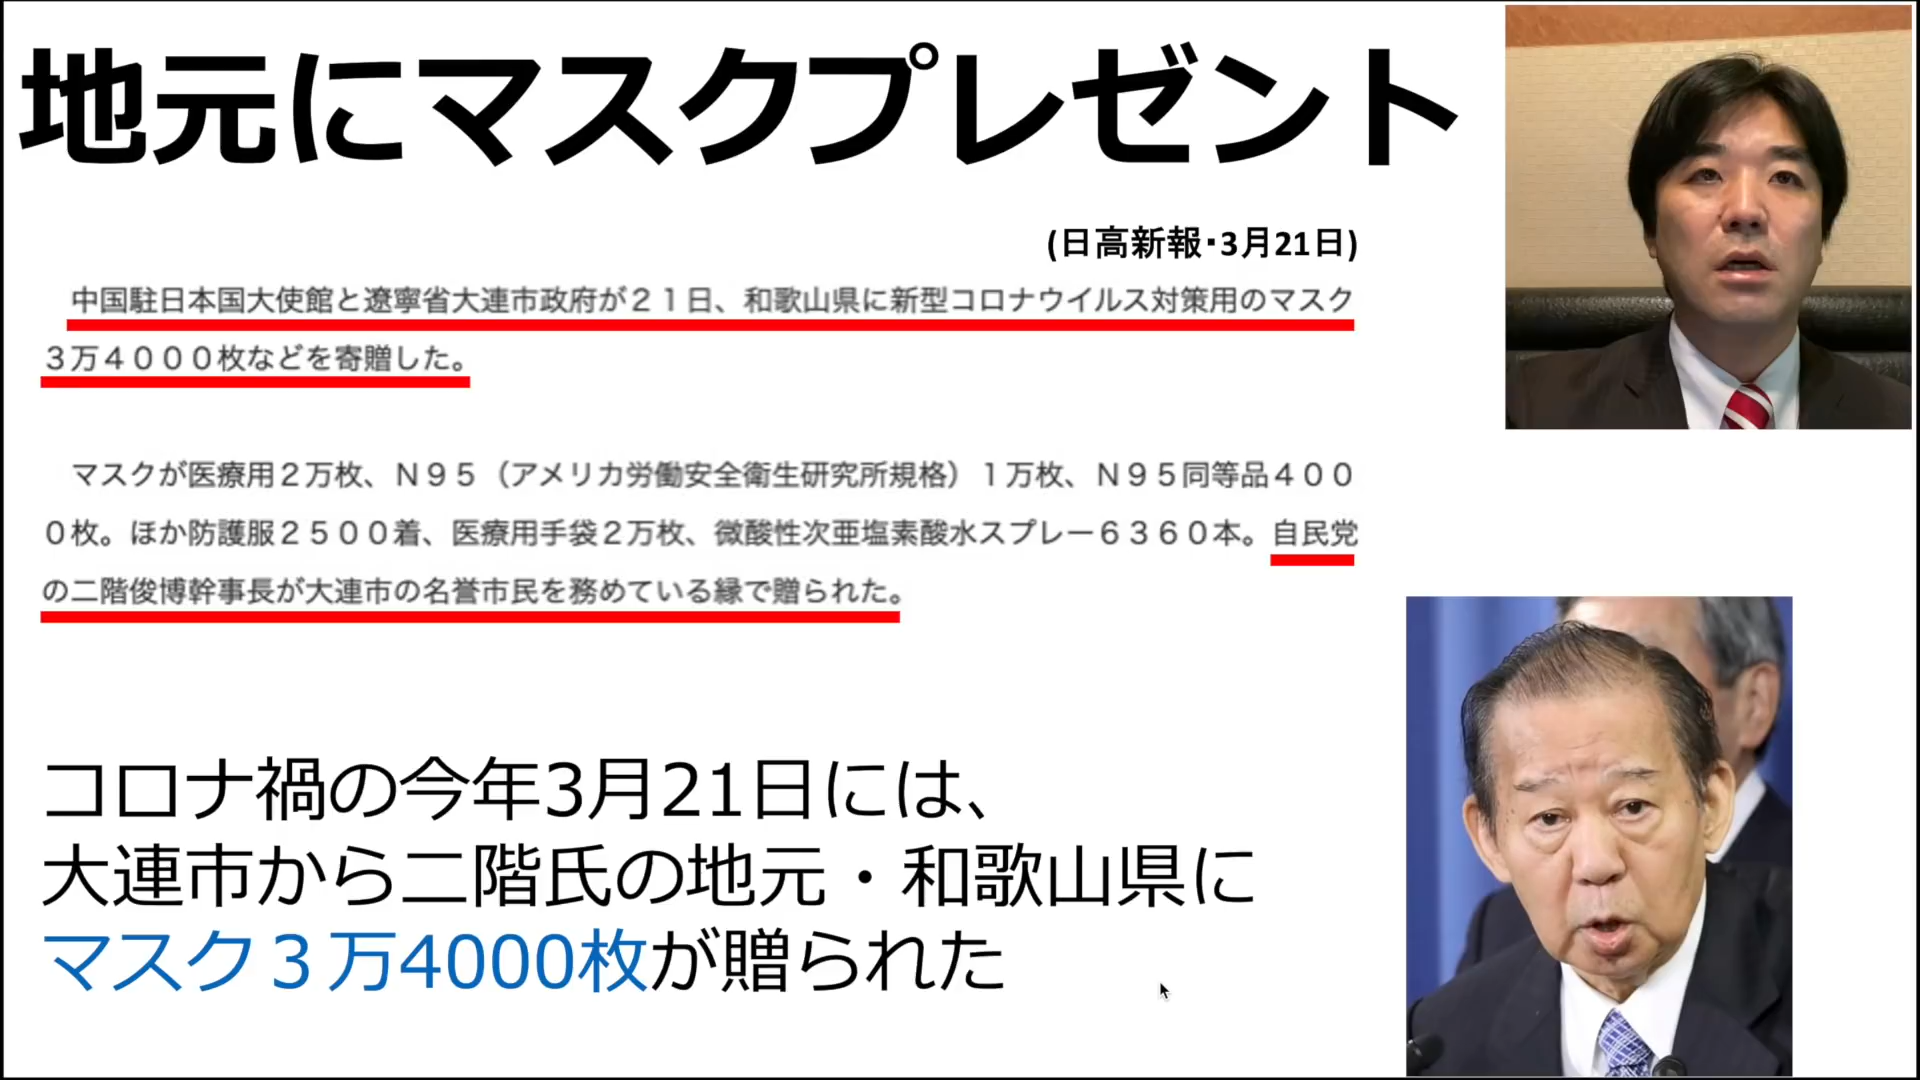 地元にマスクプレゼント
(日高新報・3月21日)
中国駐日本国大使館と遼寧省大連市政府が２１日、和歌山県に新型コロナウイルス対策用のマスク
３万４０００枚などを寄贈した。
マスクが医療用２万枚、Ｎ９５（アメリカ労働安全衛生研究所規格）１万枚、Ｎ９５同等品４００
０枚。ほか防護服２５００着、医療用手袋２万枚、微酸性次亜塩素酸水スプレー６３６０本。自民党
の二階俊博幹事長が大連市の名誉市民を務めている縁で贈られた。
コロナ禍の今年3月21日には、
大連市から二階氏の地元・和歌山県に
マスク３万4000枚が贈られた